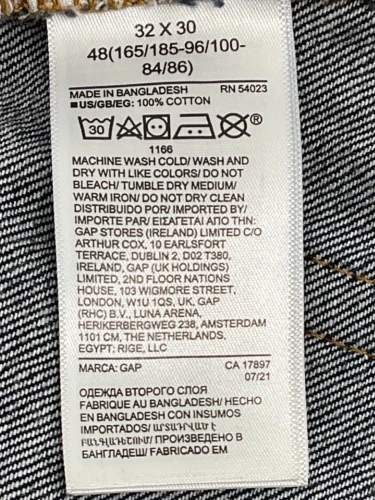 32 X 30
48(165/185-96/100-
84/86)
MADE IN BANGLADESH RN 54023
■ US/GB/EG: 100% COTTON
30 ®
1166
MACHINE WASH COLD/ WASH AND
DRY WITH LIKE COLORS/ DO NOT
BLEACH/ TUMBLE DRY MEDIUM/
WARM IRON/ DO NOT DRY CLEAN
DISTRIBUIDO POR/ IMPORTED BY/
IMPORTE PAR/ ΕΙΣΑΓΕΤΑΙ ΑΠΟ ΤΗΝ:
GAP STORES (IRELAND) LIMITED C/O
ARTHUR COX, 10 EARLSFORT
TERRACE, DUBLIN 2, D02 T380,
IRELAND, GAP (UK HOLDINGS)
LIMITED, 2ND FLOOR NATIONS
HOUSE, 103 WIGMORE STREET,
LONDON, W1U 1QS, UK, GAP
(RHC) B.V., LUNA ARENA,
HERIKERBERGWEG 238, AMSTERDAM
1101 CM, THE NETHERLANDS,
EGYPT; RIGE, LLC
MARCA: GAP CA 17897
07/21
ОДЕЖДА ВТОРОГО СЛОЯ
FABRIQUE AU BANGLADESH/ HECHO
EN BANGLADESH CON INSUMOS
IMPORTADOS/ ԱՐՏԱԴՐՎԱԾ Է
ԲԱՆԳԼԱԴԵՇՈՒՄ/ ПРОИЗВЕДЕНО В
БАНГЛАДЕШ/ FABRICADO EM